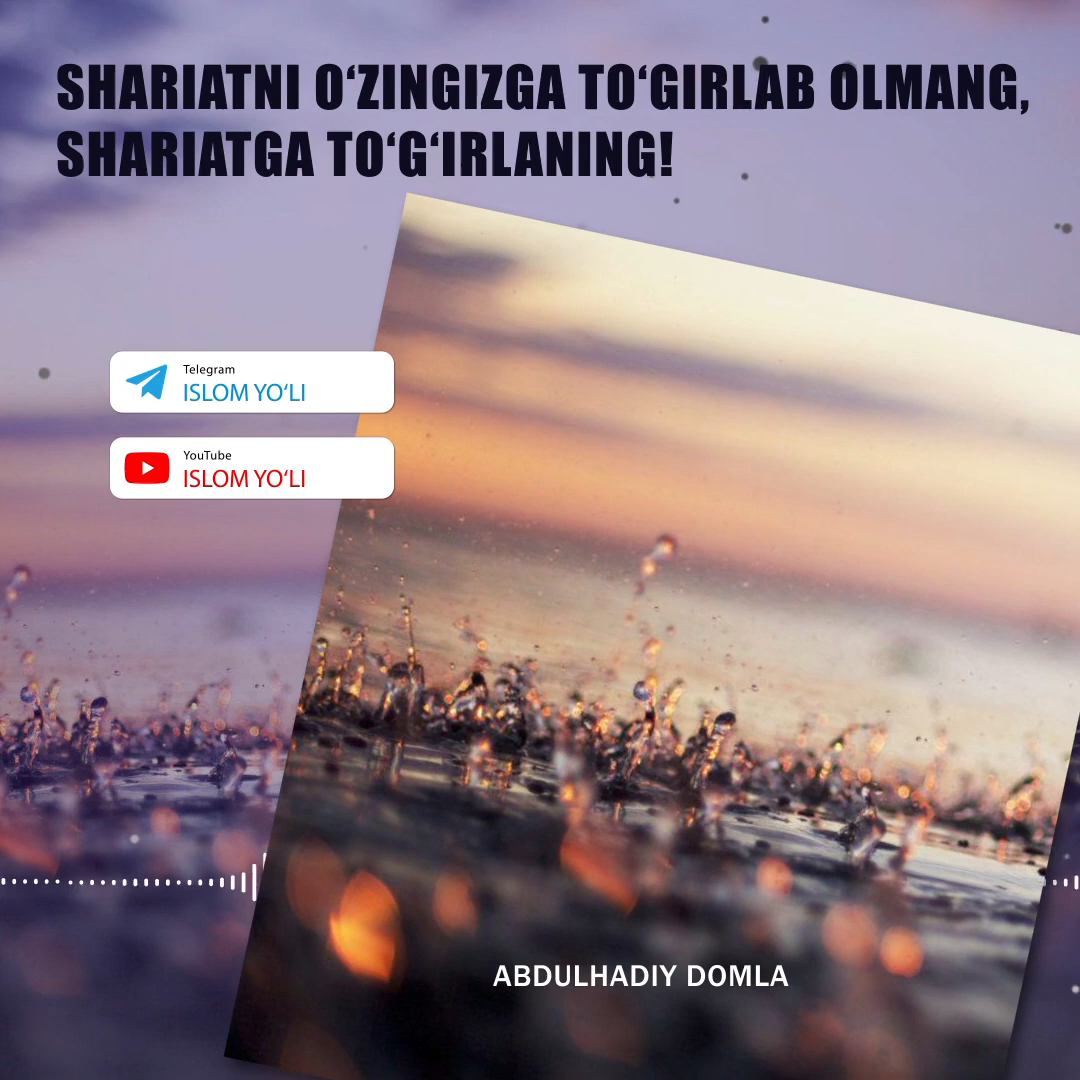 SHARIATNI O‘ZINGIZGA TO‘GIRLAB OLMANG,
SHARIATGA TO‘G‘IRLANING!
Telegram
ISLOM YO‘LI
YouTube
ISLOM YO‘LI
ABDULHADIY DOMLA